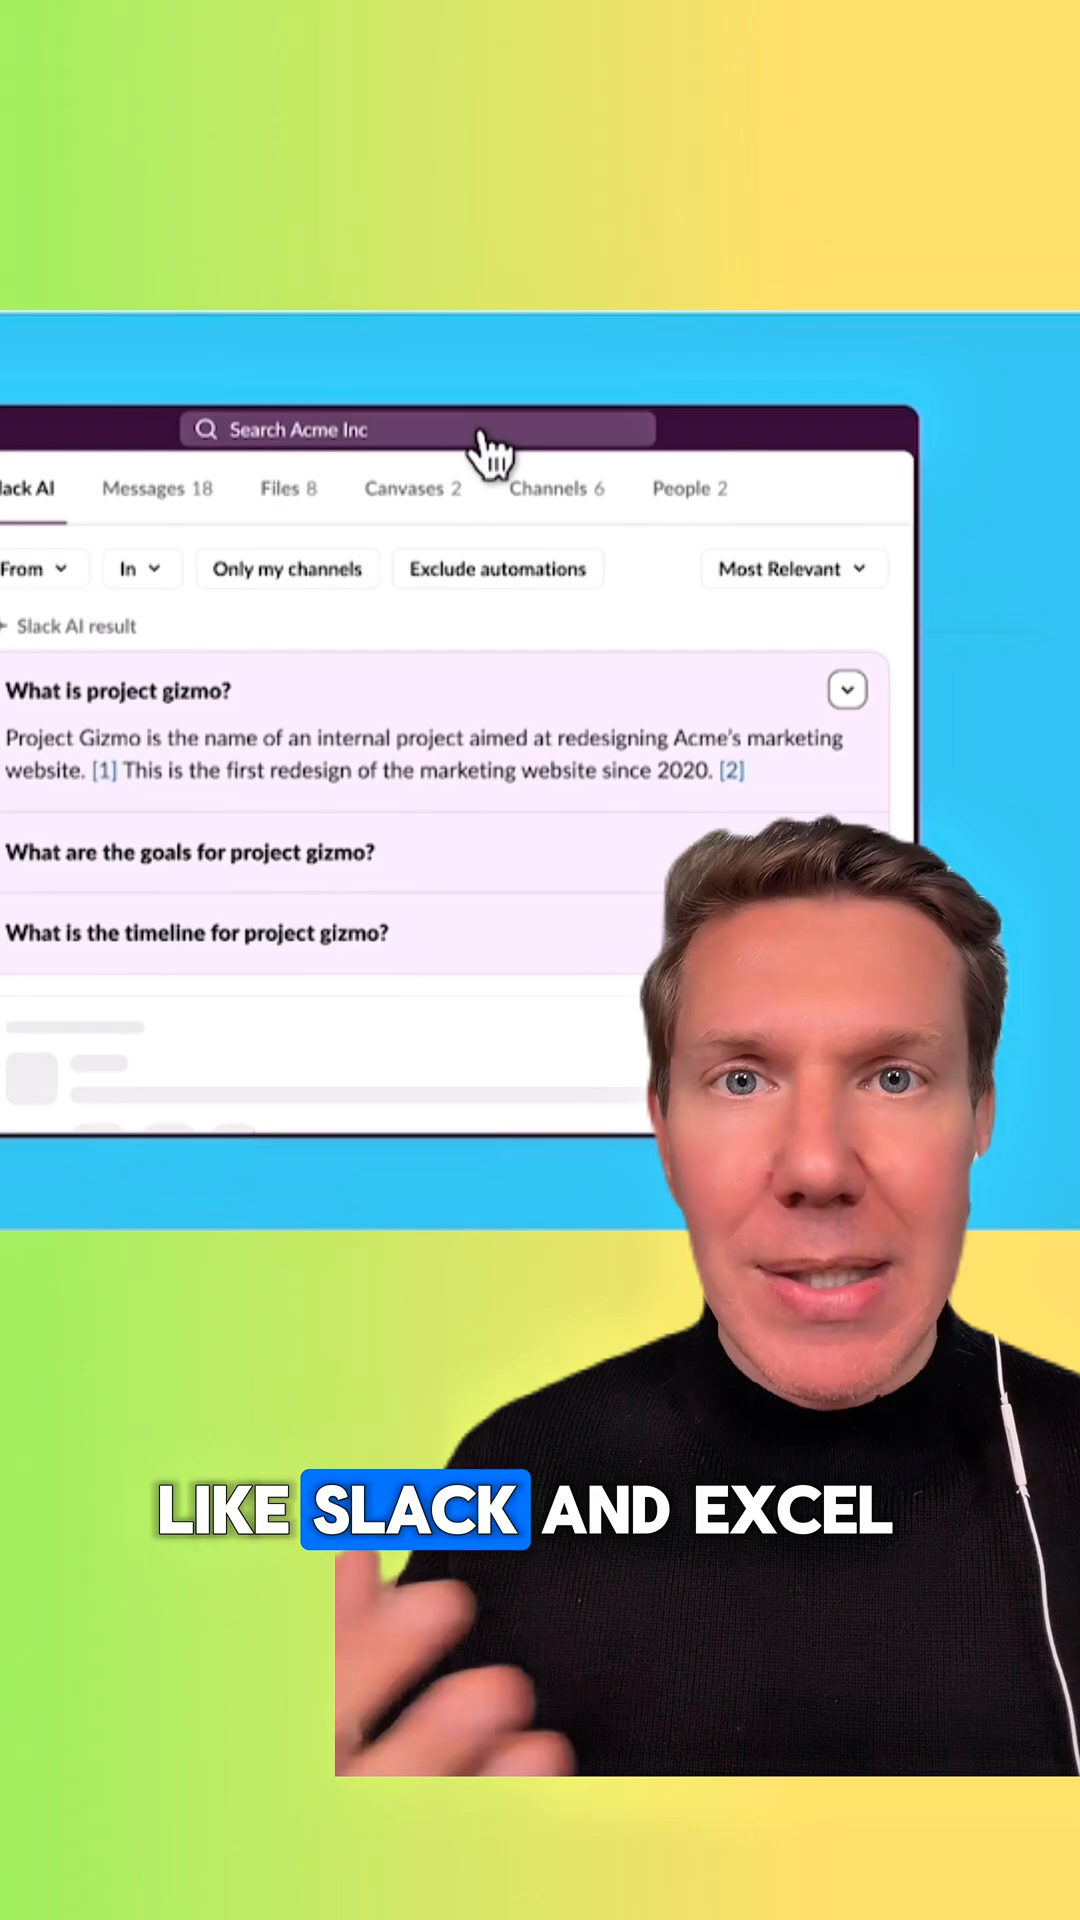 Search Acme Inc
lack AI Messages 18 Files 8 Canvases 2 Channels 6 People 2
From In Only my channels Exclude automations Most Relevant
Slack AI result
What is project gizmo?
Project Gizmo is the name of an internal project aimed at redesigning Acme's marketing
website. [1] This is the first redesign of the marketing website since 2020. [2]
What are the goals for project gizmo?
What is the timeline for project gizmo?
LIKE SLACK AND EXCEL